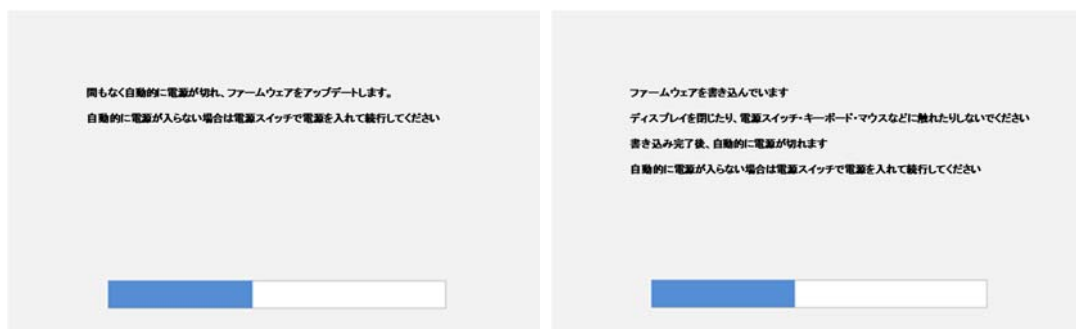 間もなく自動的に電源が切れ、ファームウェアをアップデートします。
自動的に電源が入らない場合は電源スイッチで電源を入れて続行してください
ファームウェアを書き込んでいます
ディスプレイを閉じたり、電源スイッチ・キーボード・マウスなどに触れたりしないでください
書き込み完了後、自動的に電源が切れます
自動的に電源が入らない場合は電源スイッチで電源を入れて続行してください